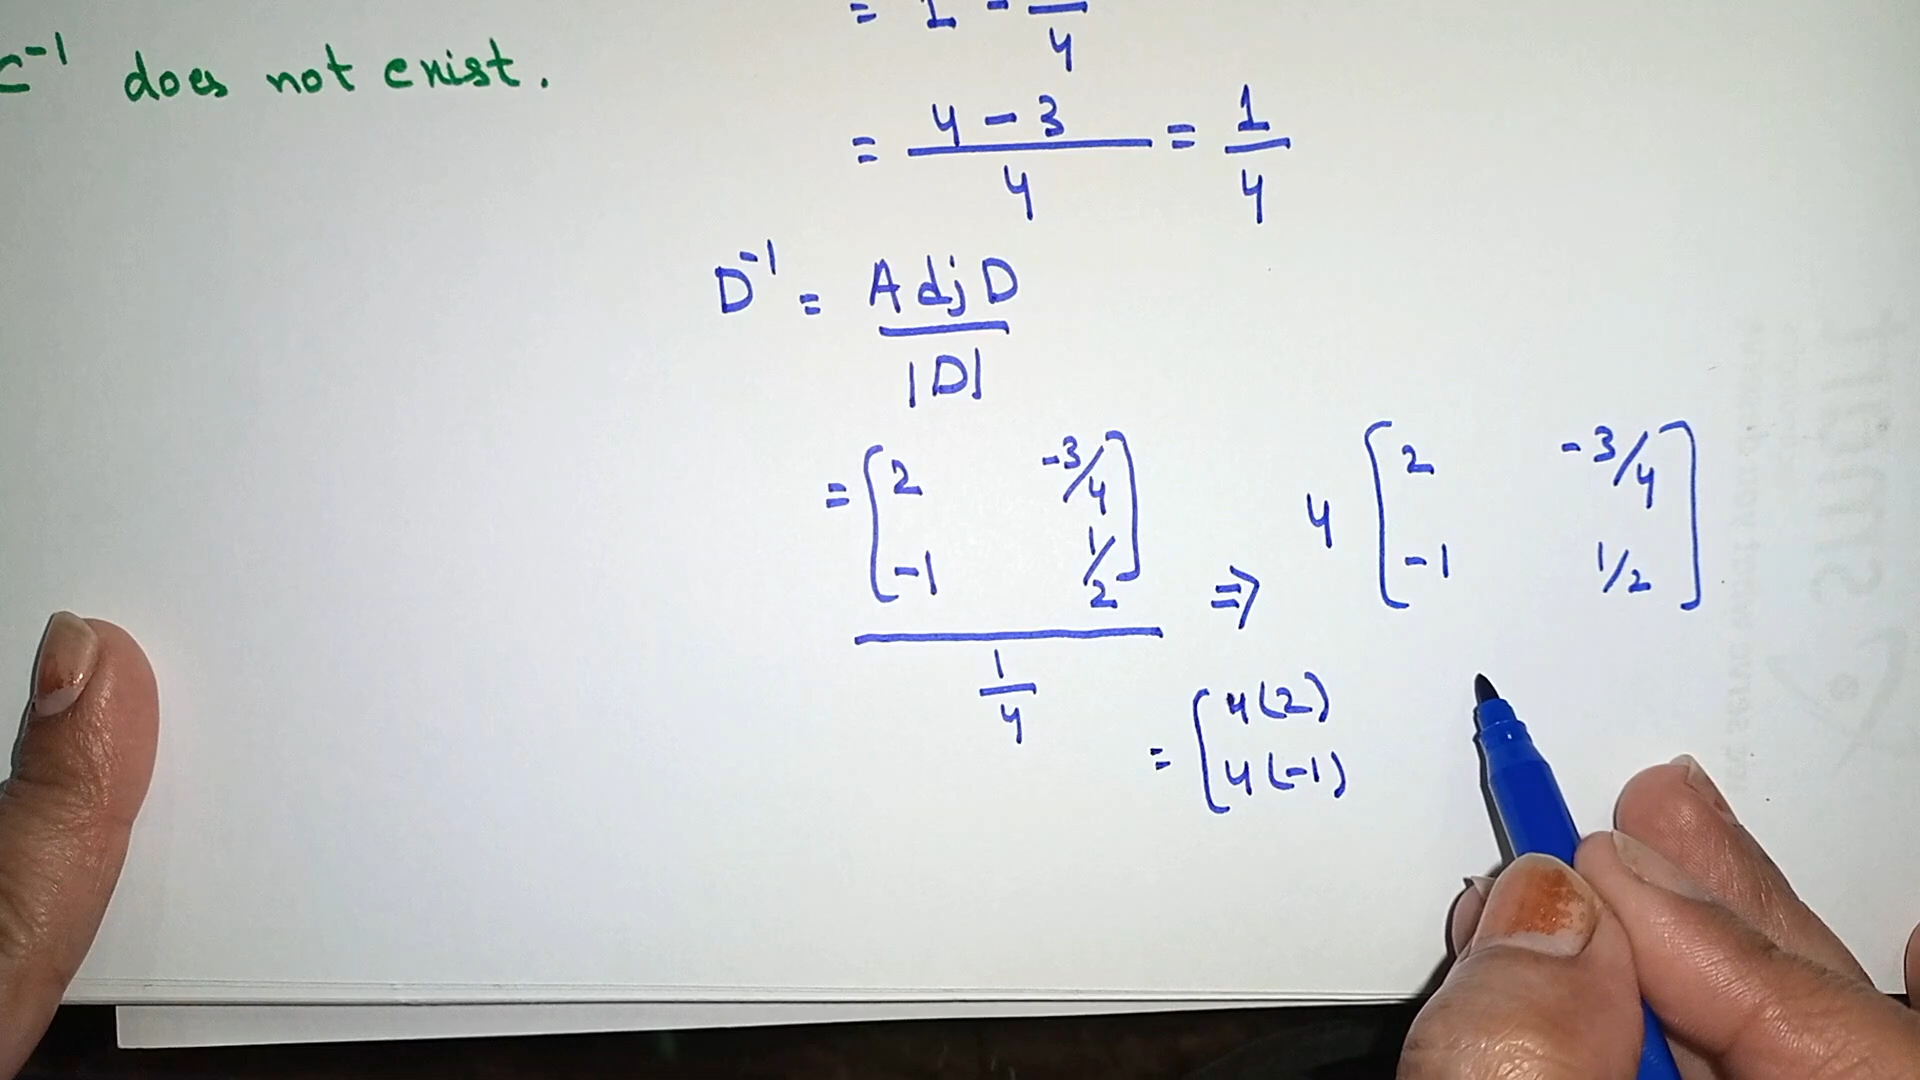 = 1 - — 4
C⁻¹ does not exist.
= 4 - 3 / 4 = 1 / 4
D⁻¹ = Adj D / |D|
= [ 2 -3/4
-1 1/2 ] / 1/4 ⇒ 4 [ 2 -3/4
-1 1/2 ]
= [ 4(2)
4(-1)